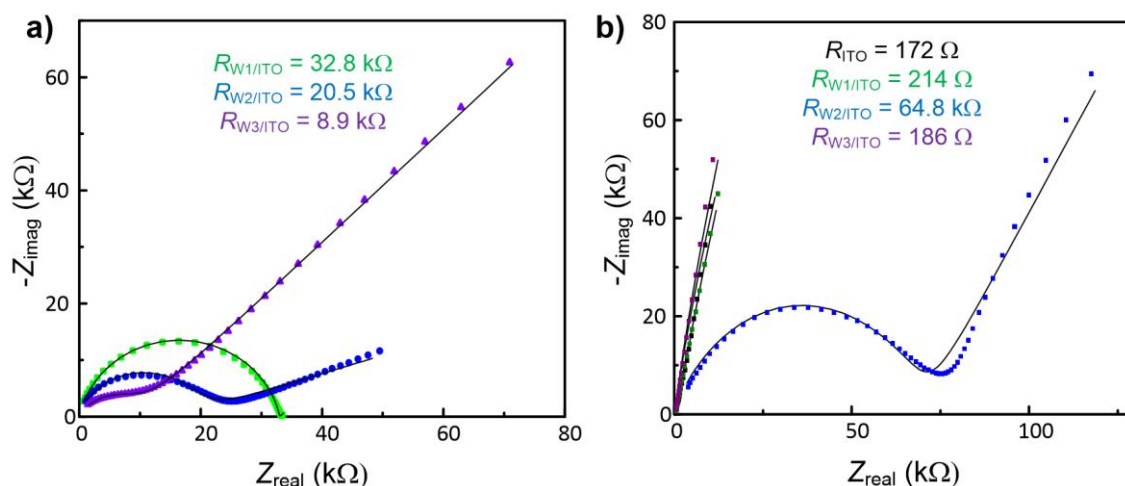 a)
R_W1/ITO = 32.8 kΩ
R_W2/ITO = 20.5 kΩ
R_W3/ITO = 8.9 kΩ
-Z_imag (kΩ)
60
40
20
0
0 20 40 60 80
Z_real (kΩ)
b)
R_ITO = 172 Ω
R_W1/ITO = 214 Ω
R_W2/ITO = 64.8 kΩ
R_W3/ITO = 186 Ω
-Z_imag (kΩ)
80
60
40
20
0
0 50 100
Z_real (kΩ)